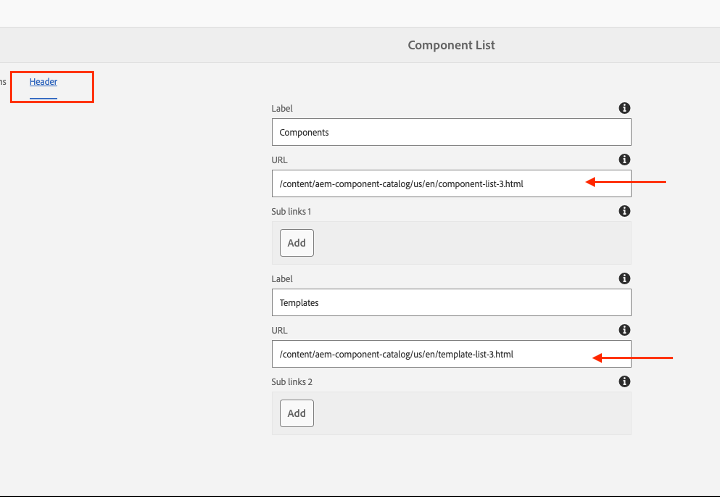 Component List
ns Header
Label
Components
URL
/content/aem-component-catalog/us/en/component-list-3.html
Sub links 1
Add
Label
Templates
URL
/content/aem-component-catalog/us/en/template-list-3.html
Sub links 2
Add